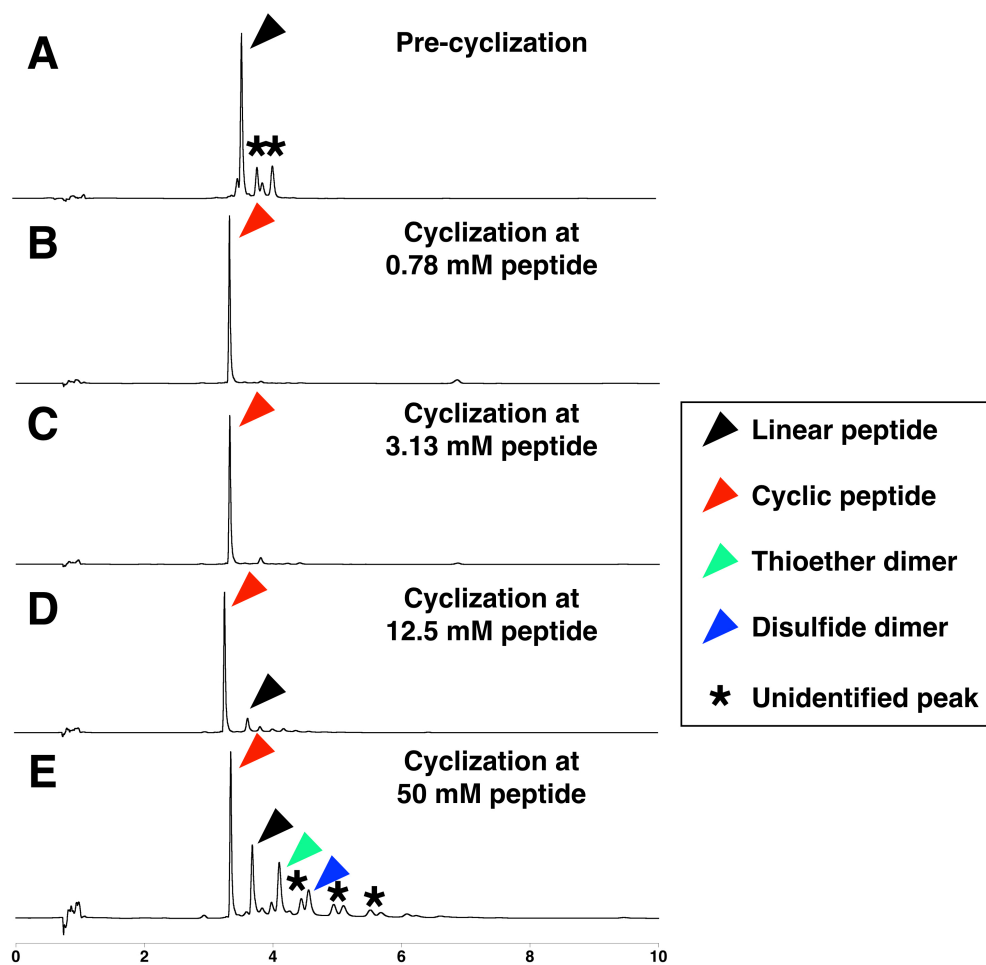 A
Pre-cyclization
**
B
Cyclization at
0.78 mM peptide
C
Cyclization at
3.13 mM peptide
D
Cyclization at
12.5 mM peptide
E
Cyclization at
50 mM peptide
* * *
0 2 4 6 8 10
Linear peptide
Cyclic peptide
Thioether dimer
Disulfide dimer
* Unidentified peak